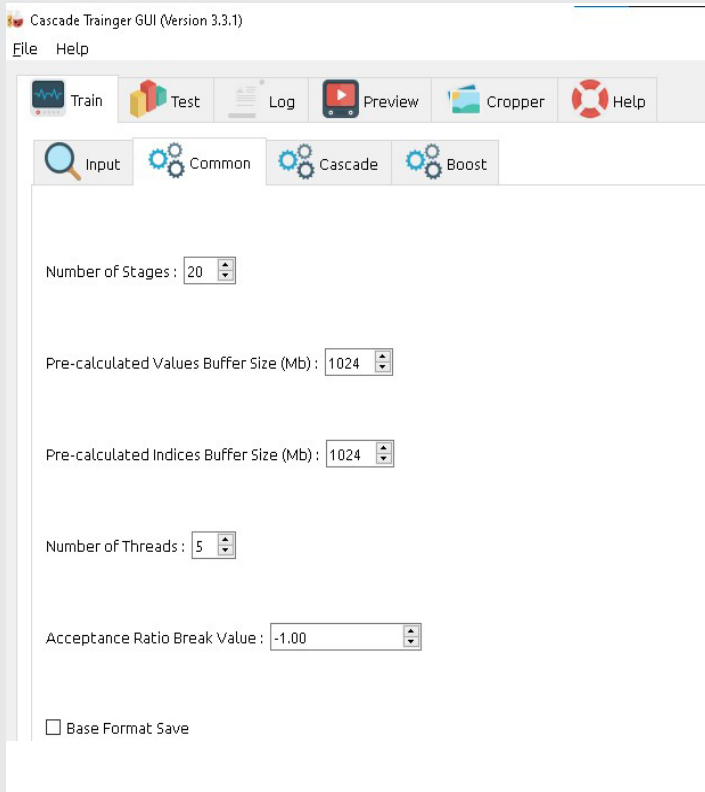 Cascade Trainger GUI (Version 3.3.1)
File Help
Train Test Log Preview Cropper Help
Input Common Cascade Boost
Number of Stages : 20
Pre-calculated Values Buffer Size (Mb) : 1024
Pre-calculated Indices Buffer Size (Mb) : 1024
Number of Threads : 5
Acceptance Ratio Break Value : -1.00
Base Format Save